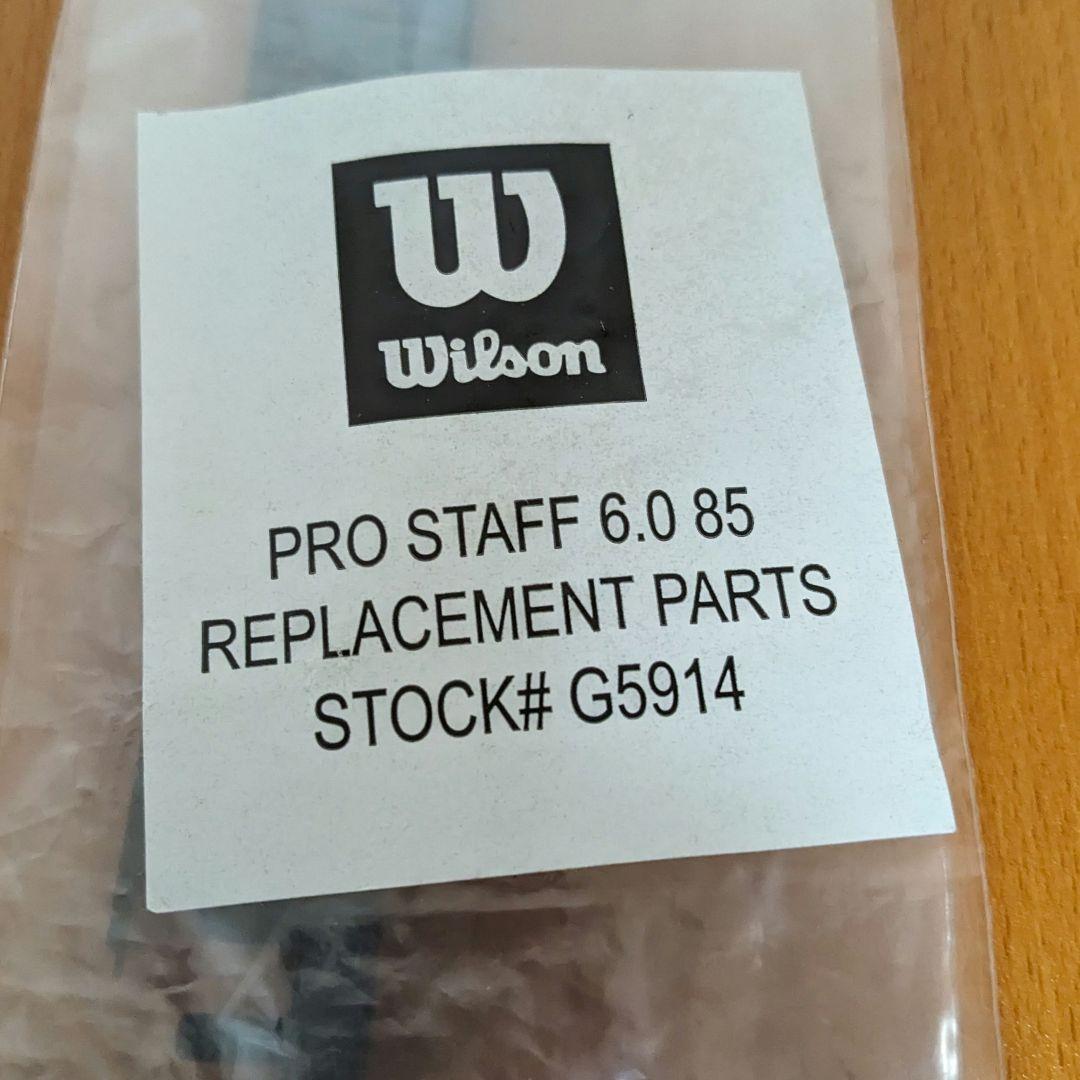 W
Wilson
PRO STAFF 6.0 85
REPLACEMENT PARTS
STOCK# G5914